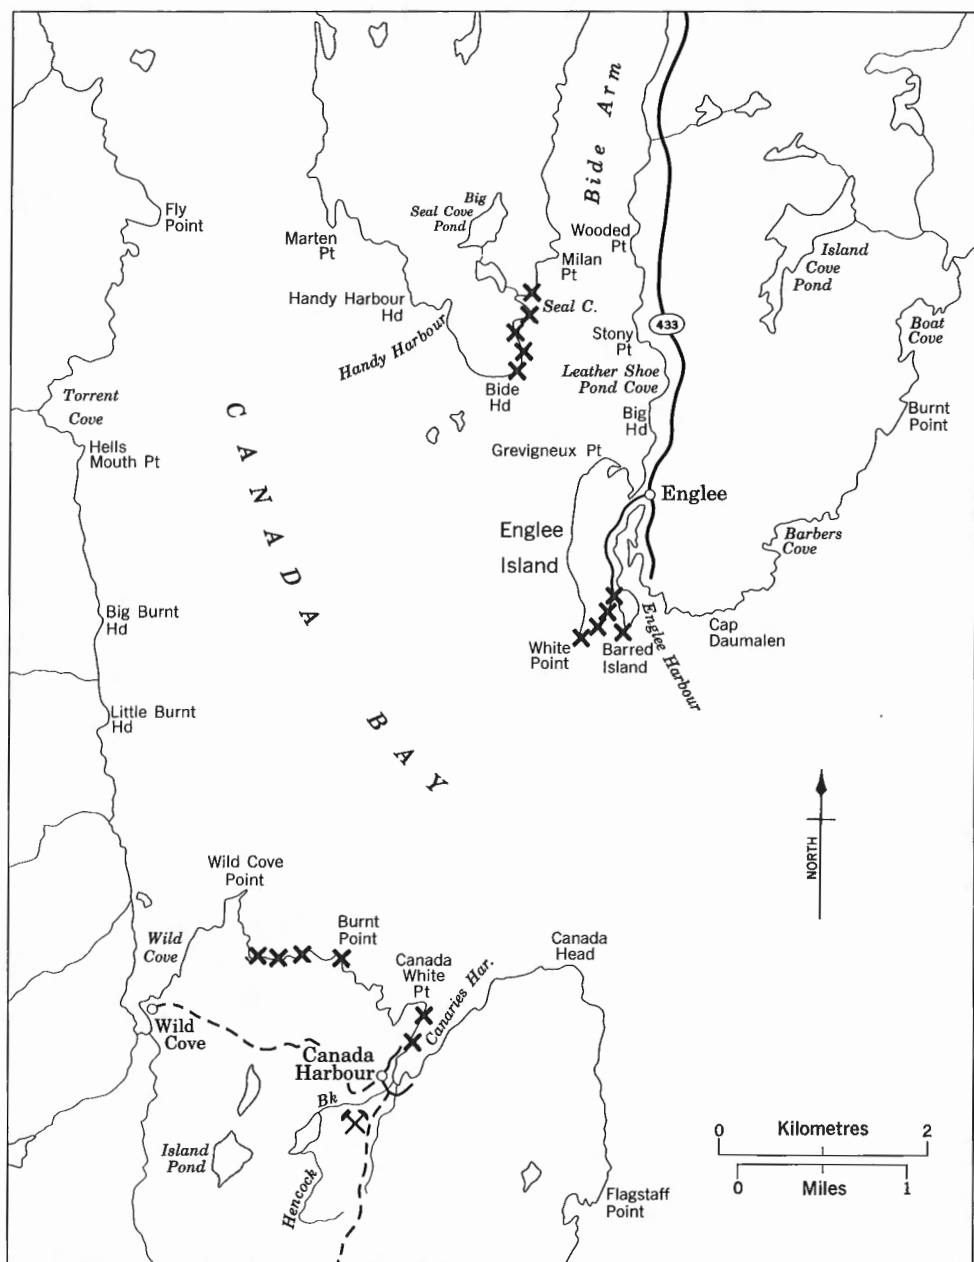 Bide Arm
Fly
Point
Big
Seal Cove
Pond
Marten
Pt
Wooded
Pt
Milan
Pt
Island
Cove
Pond
Handy Harbour
Hd
Seal C.
Handy Harbour
433
Stony
Pt
Boat
Cove
Leather Shoe
Pond Cove
Bide
Hd
Torrent
Cove
Big
Hd
Burnt
Point
Hells
Mouth Pt
Grevigneux Pt
CANADA BAY
Englee
Englee
Island
Barbers
Cove
Big Burnt
Hd
Englee Harbour
Cap
Daumalen
White
Point
Barred
Island
Little Burnt
Hd
NORTH
Wild Cove
Point
Wild
Cove
Burnt
Point
Canada
White
Pt
Canaries Har.
Canada
Head
Wild
Cove
Canada
Harbour
Bk
Island
Pond
Hencock
Flagstaff
Point
0 Kilometres 2
0 Miles 1